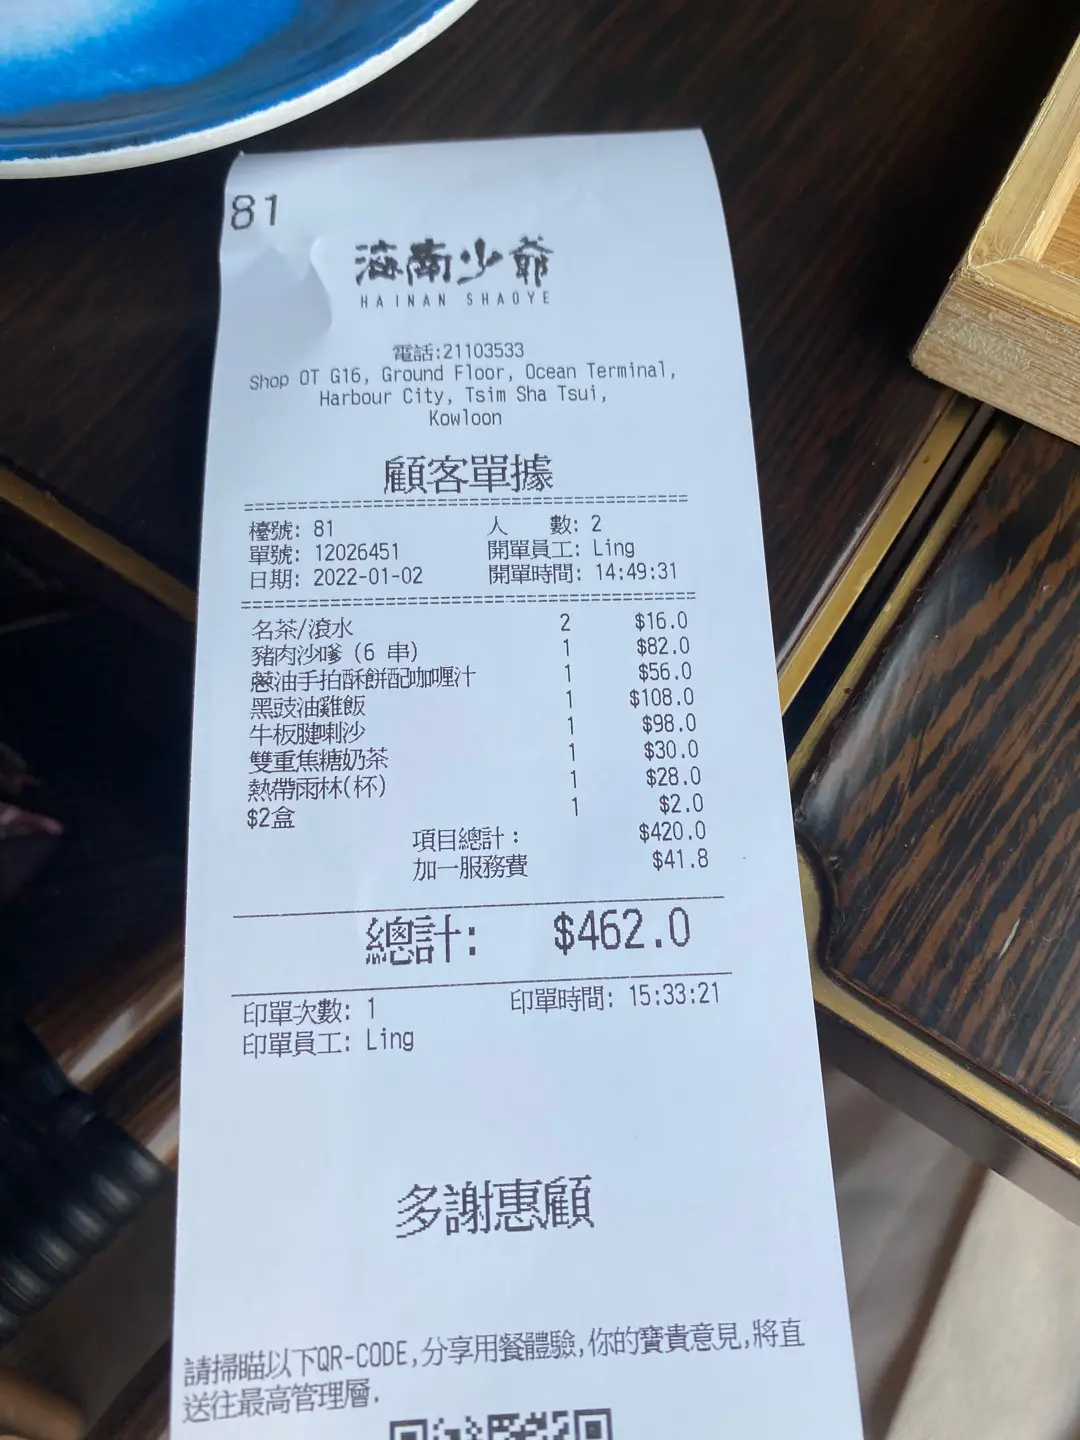 81
海南少爺
HAINAN SHAOYE
電話:21103533
Shop OT G16, Ground Floor, Ocean Terminal,
Harbour City, Tsim Sha Tsui,
Kowloon
顧客單據
檯號: 81 人 數: 2
單號: 12026451 開單員工: Ling
日期: 2022-01-02 開單時間: 14:49:31
名茶/滾水 2 $16.0
豬肉沙嗲 (6 串) 1 $82.0
蔥油手拍酥餅配咖喱汁 1 $56.0
黑豉油雞飯 1 $108.0
牛板腱喇沙 1 $98.0
雙重焦糖奶茶 1 $30.0
熱帶雨林(杯) 1 $28.0
$2盒 1 $2.0
項目總計: $420.0
加一服務費 $41.8
總計: $462.0
印單次數: 1 印單時間: 15:33:21
印單員工: Ling
多謝惠顧
請掃瞄以下QR-CODE,分享用餐體驗,你的寶貴意見,將直
送往最高管理層.